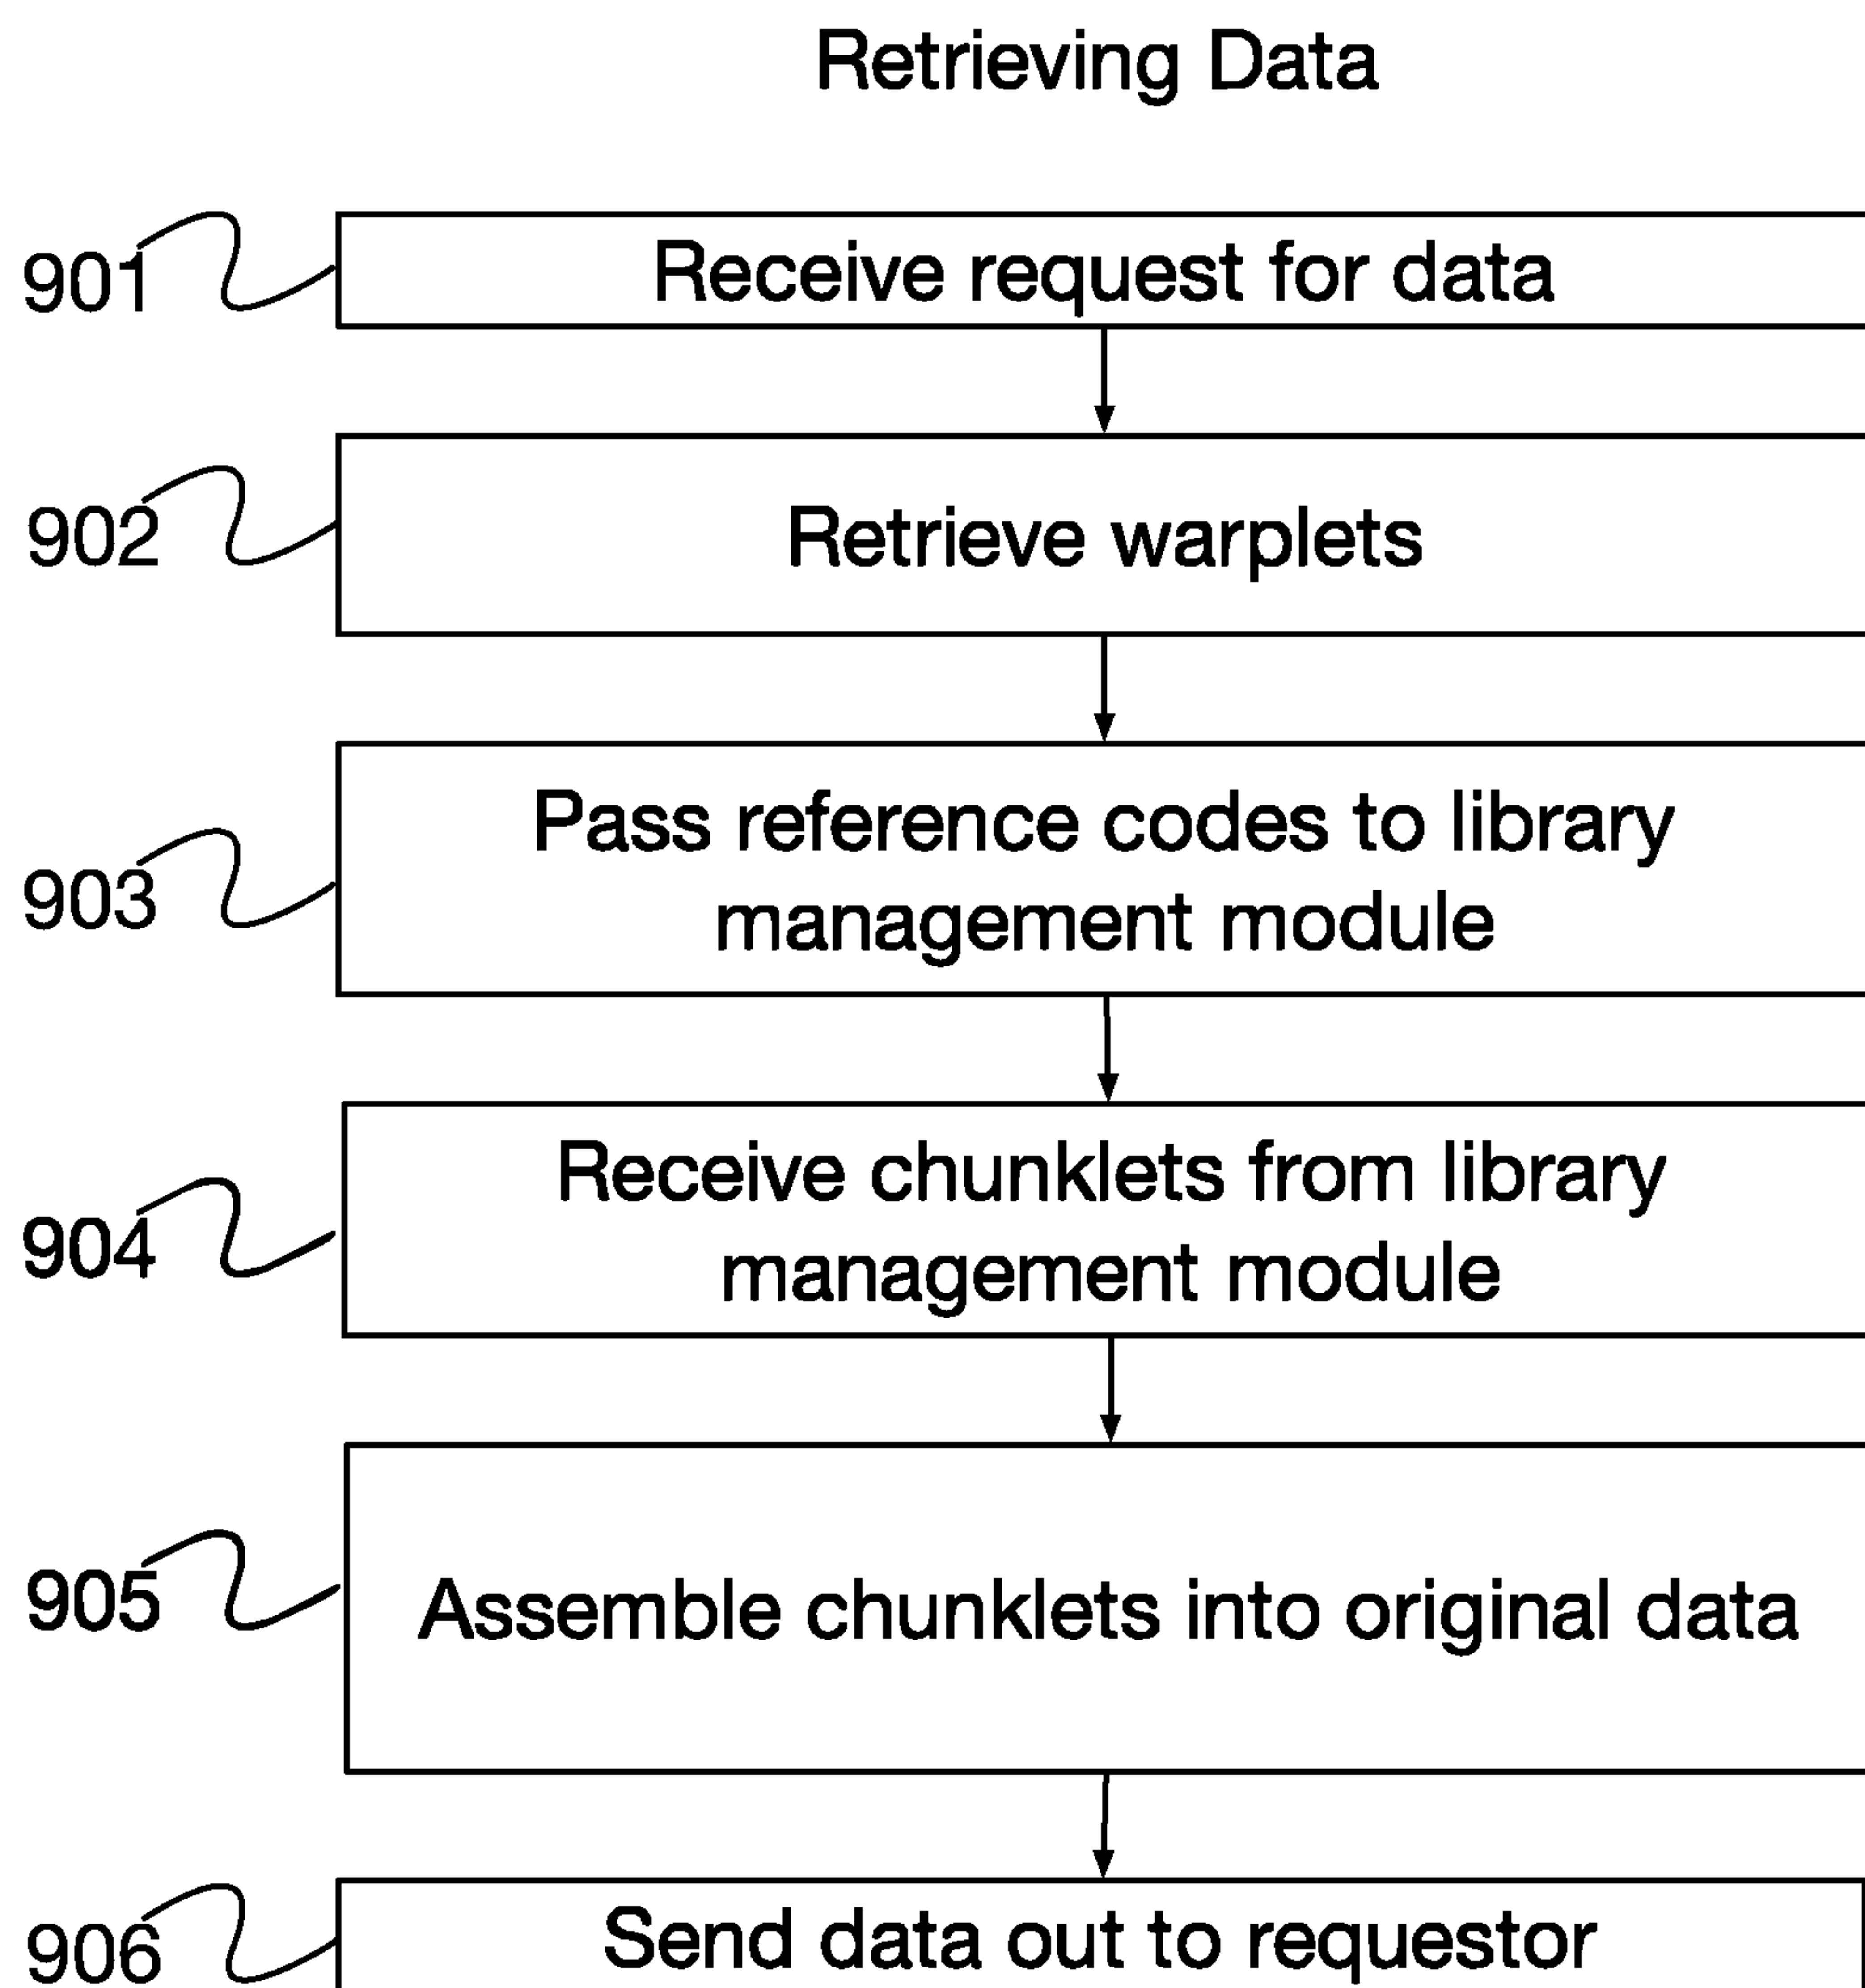 Retrieving Data
901
Receive request for data
902
Retrieve warplets
903
Pass reference codes to library
management module
904
Receive chunklets from library
management module
905
Assemble chunklets into original data
906
Send data out to requestor